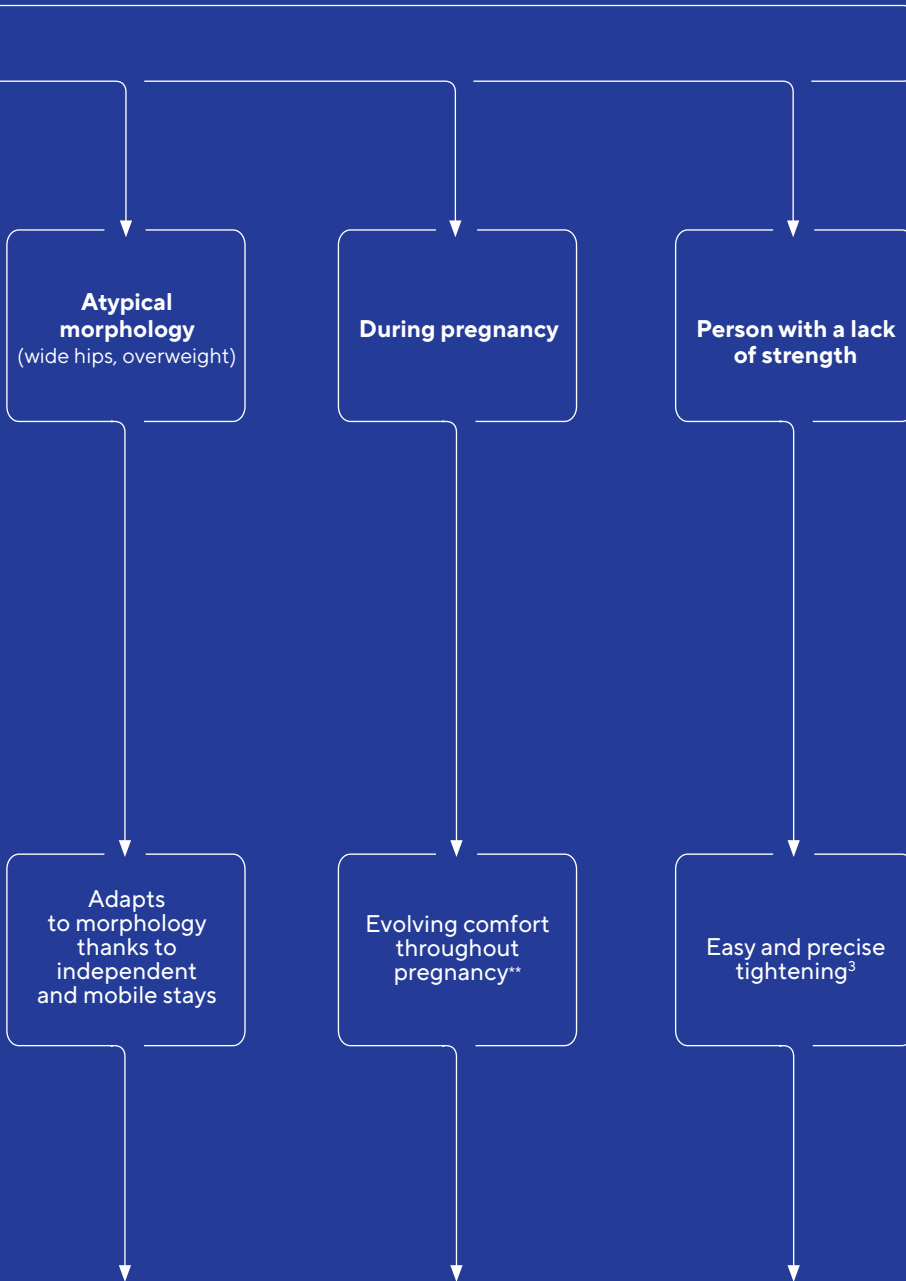 Atypical
morphology
(wide hips, overweight)
During pregnancy
Person with a lack
of strength
Adapts
to morphology
thanks to
independent
and mobile stays
Evolving comfort
throughout
pregnancy**
Easy and precise
tightening³